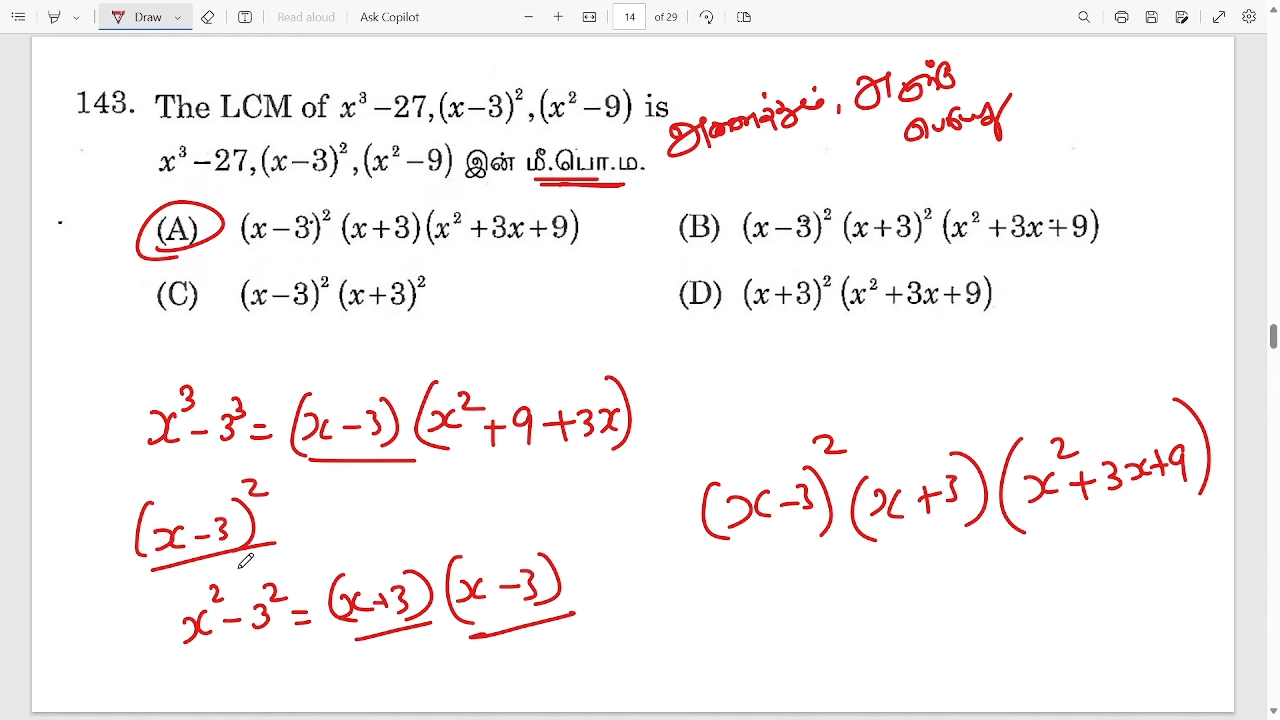 Draw Read aloud Ask Copilot 14 of 29
143. The LCM of x³ – 27, (x – 3)², (x² – 9) is
x³ – 27, (x – 3)², (x² – 9) இன் மீ.பொ.ம.
அனைத்தும், அதில்
(A) (x – 3)² (x + 3)(x² + 3x + 9) (B) (x – 3)² (x + 3)² (x² + 3x + 9)
(C) (x – 3)² (x + 3)² (D) (x + 3)² (x² + 3x + 9)
x³ – 3³ = (x – 3) (x² + 9 + 3x)
(x – 3)²
x² – 3² = (x + 3) (x – 3)
(x – 3)² (x + 3) (x² + 3x + 9)